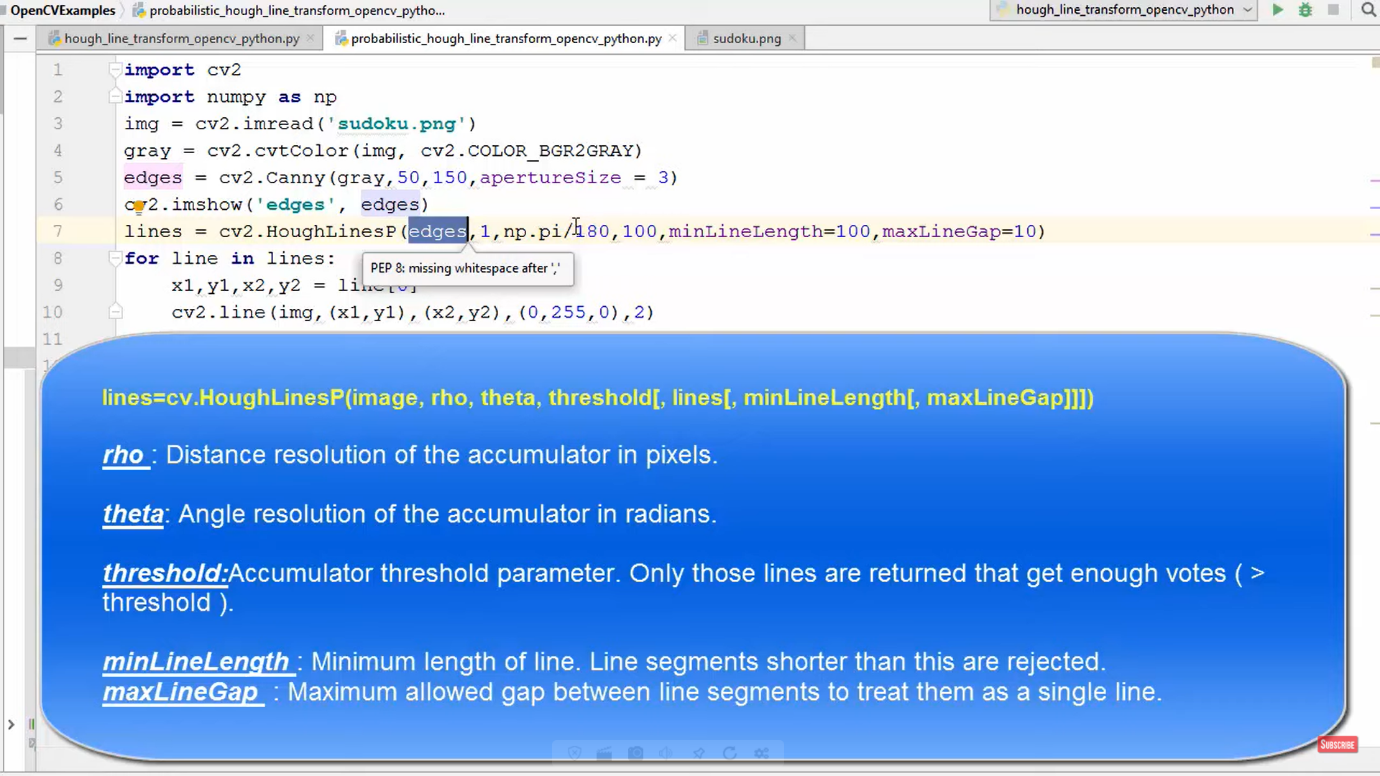 OpenCVExamples
probabilistic_hough_line_transform_opencv_pytho...
hough_line_transform_opencv_python
hough_line_transform_opencv_python.py
probabilistic_hough_line_transform_opencv_python.py
sudoku.png
1 import cv2
2 import numpy as np
3 img = cv2.imread('sudoku.png')
4 gray = cv2.cvtColor(img, cv2.COLOR_BGR2GRAY)
5 edges = cv2.Canny(gray,50,150,apertureSize = 3)
6 cv2.imshow('edges', edges)
7 lines = cv2.HoughLinesP(edges,1,np.pi/180,100,minLineLength=100,maxLineGap=10)
8 for line in lines:
PEP 8: missing whitespace after ','
9 x1,y1,x2,y2 = line[0]
10 cv2.line(img,(x1,y1),(x2,y2),(0,255,0),2)
11
lines=cv.HoughLinesP(image, rho, theta, threshold[, lines[, minLineLength[, maxLineGap]]])
rho : Distance resolution of the accumulator in pixels.
theta: Angle resolution of the accumulator in radians.
threshold:Accumulator threshold parameter. Only those lines are returned that get enough votes ( >
threshold ).
minLineLength : Minimum length of line. Line segments shorter than this are rejected.
maxLineGap : Maximum allowed gap between line segments to treat them as a single line.
SUBSCRIBE